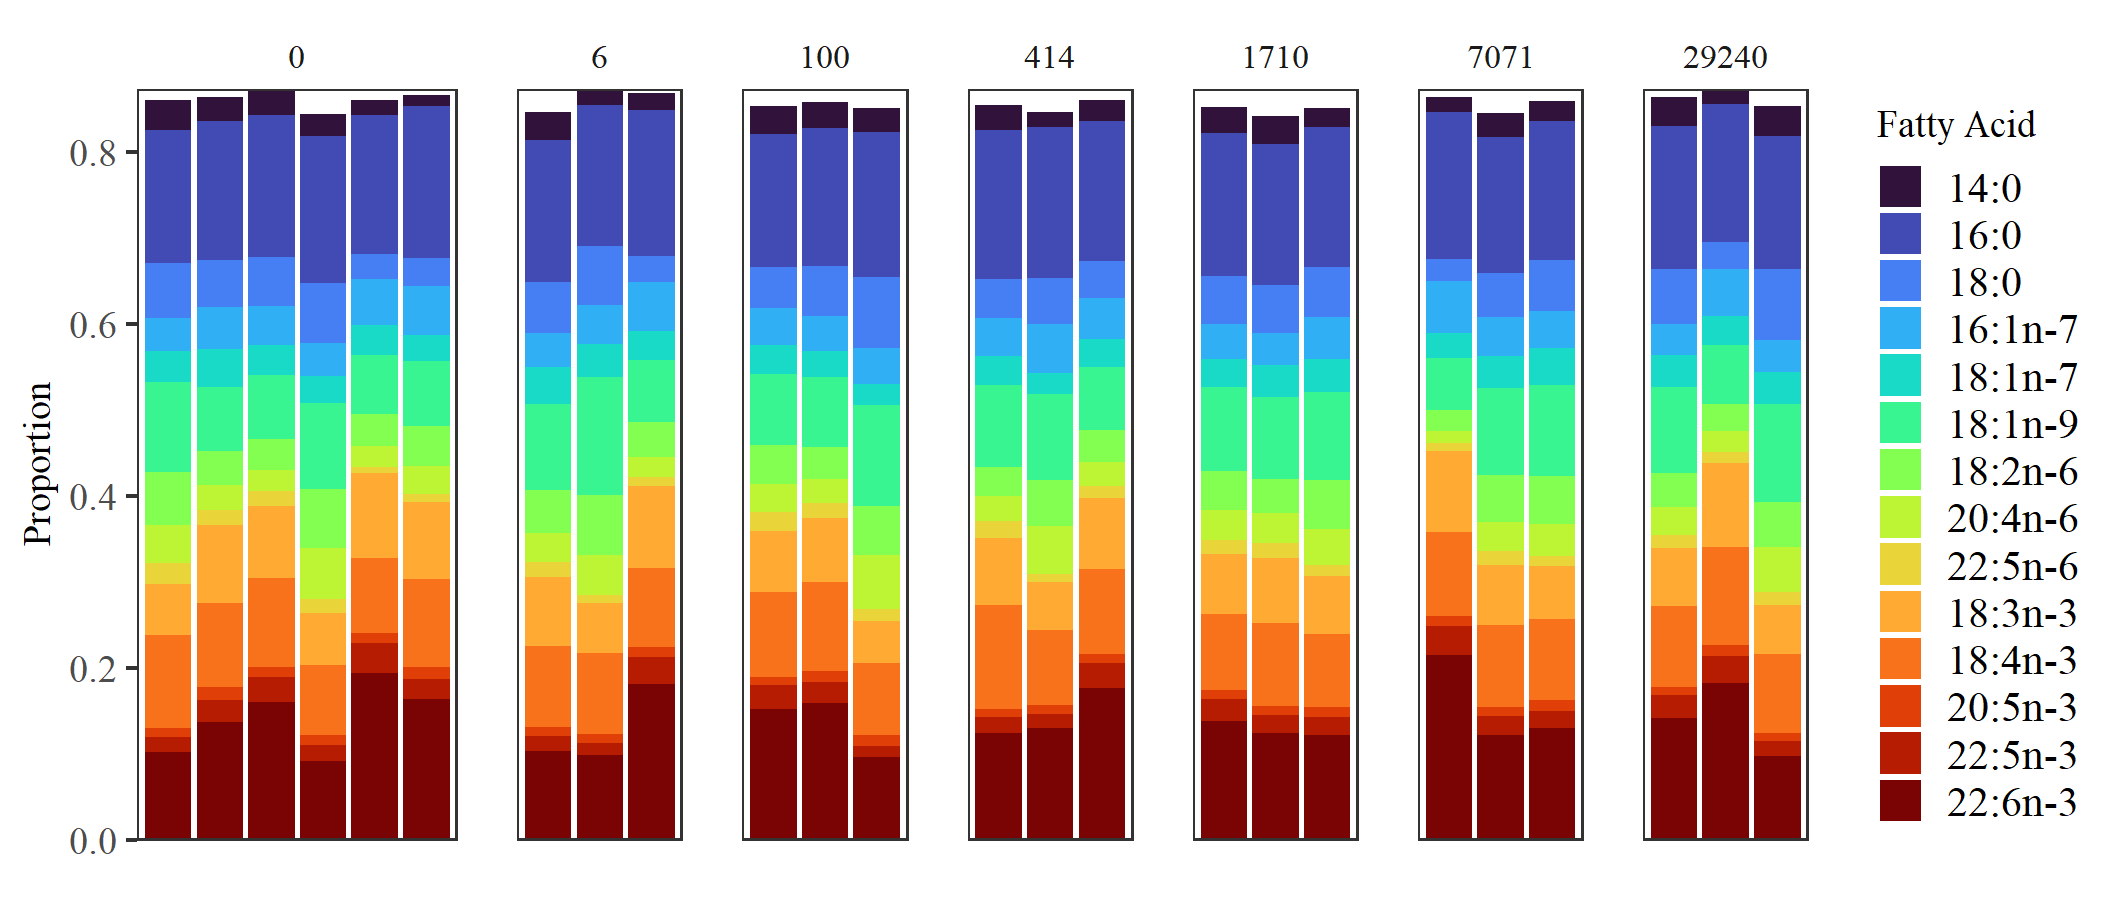 0 6 100 414 1710 7071 29240
Proportion
0.8
0.6
0.4
0.2
0.0
Fatty Acid
14:0
16:0
18:0
16:1n-7
18:1n-7
18:1n-9
18:2n-6
20:4n-6
22:5n-6
18:3n-3
18:4n-3
20:5n-3
22:5n-3
22:6n-3